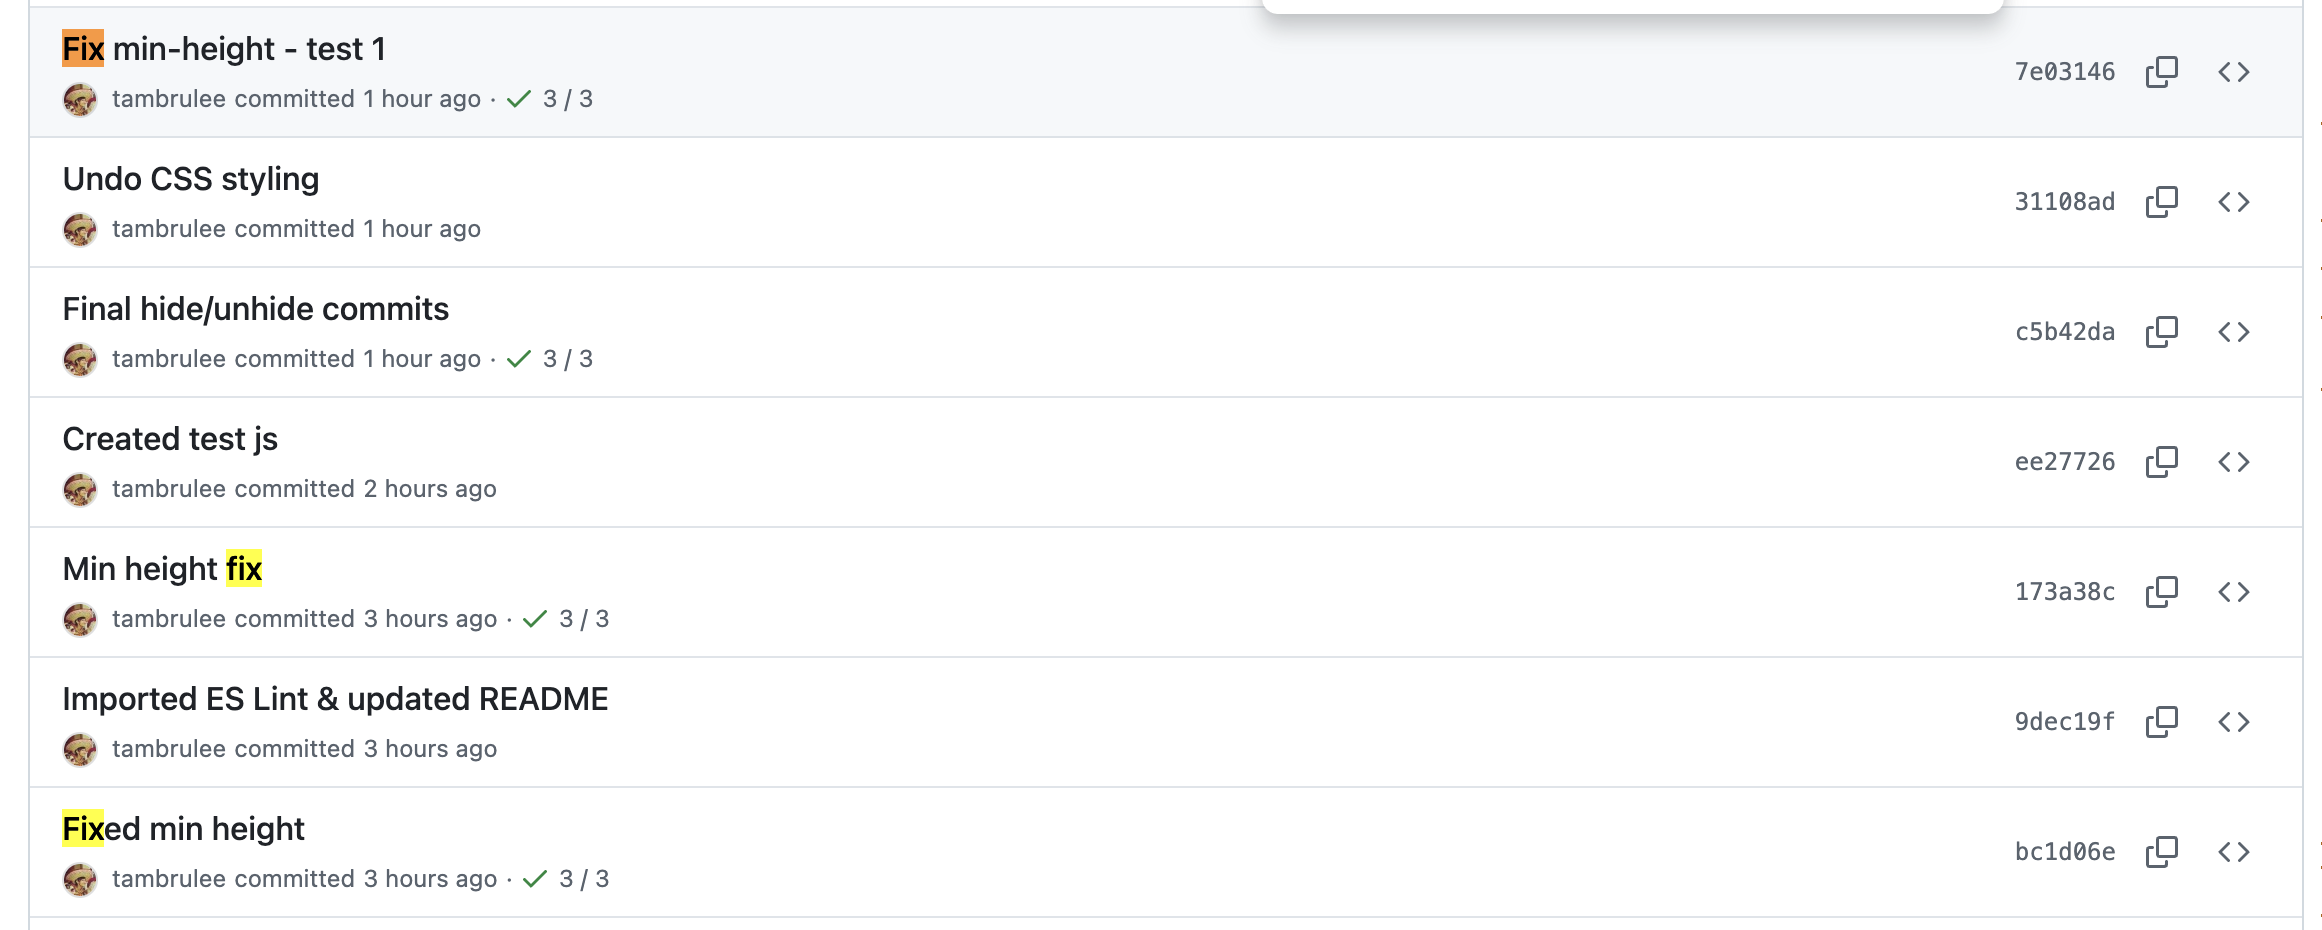 Fix min-height - test 1
7e03146
tambrulee committed 1 hour ago · 3 / 3
Undo CSS styling
31108ad
tambrulee committed 1 hour ago
Final hide/unhide commits
c5b42da
tambrulee committed 1 hour ago · 3 / 3
Created test js
ee27726
tambrulee committed 2 hours ago
Min height fix
173a38c
tambrulee committed 3 hours ago · 3 / 3
Imported ES Lint & updated README
9dec19f
tambrulee committed 3 hours ago
Fixed min height
bc1d06e
tambrulee committed 3 hours ago · 3 / 3